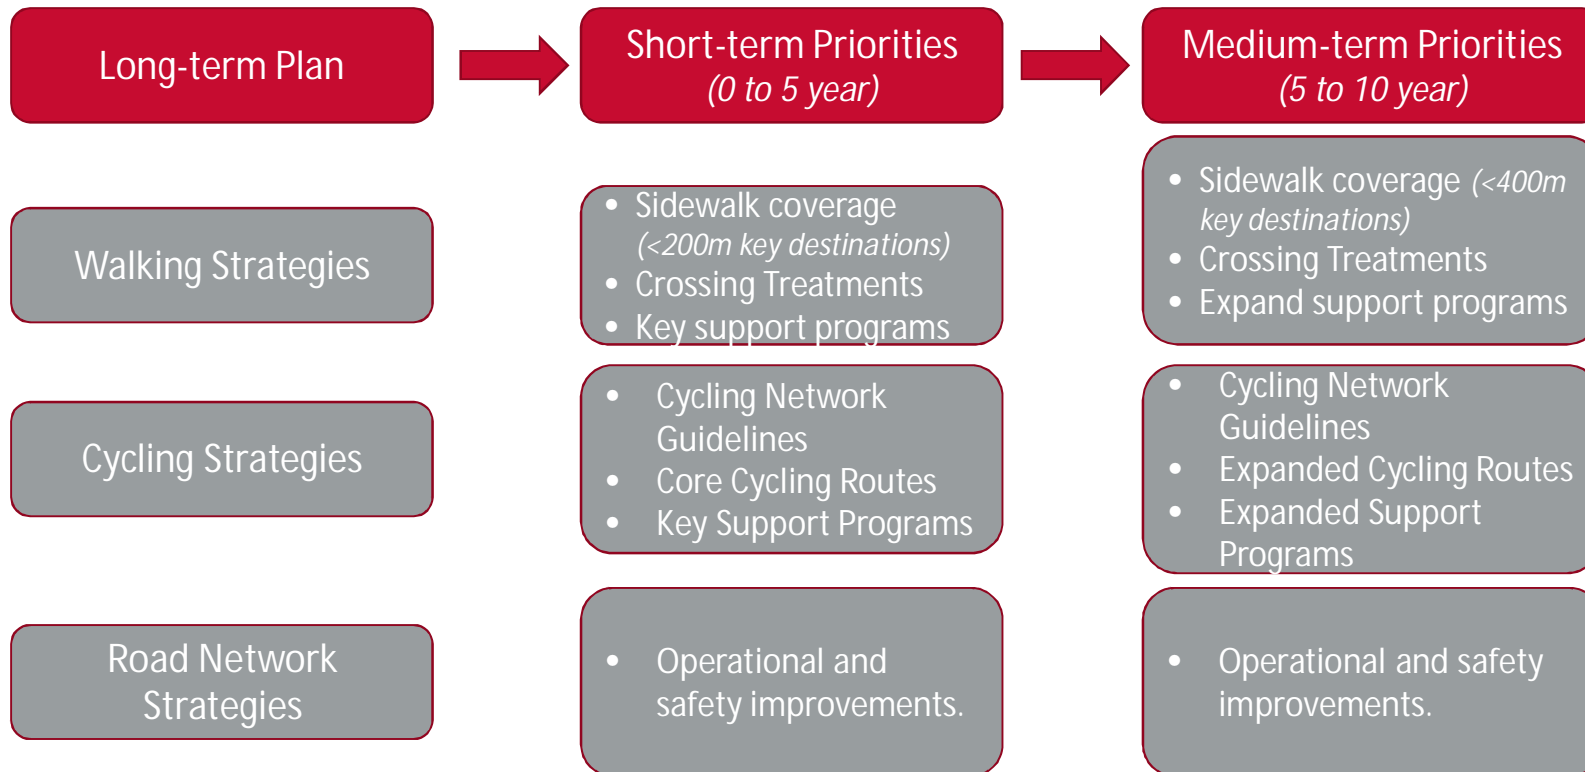 Long-term Plan
Short-term Priorities
(0 to 5 year)
Medium-term Priorities
(5 to 10 year)
Walking Strategies
• Sidewalk coverage
(<200m key destinations)
• Crossing Treatments
• Key support programs
• Sidewalk coverage (<400m
key destinations)
• Crossing Treatments
• Expand support programs
Cycling Strategies
• Cycling Network
Guidelines
• Core Cycling Routes
• Key Support Programs
• Cycling Network
Guidelines
• Expanded Cycling Routes
• Expanded Support
Programs
Road Network
Strategies
• Operational and
safety improvements.
• Operational and safety
improvements.